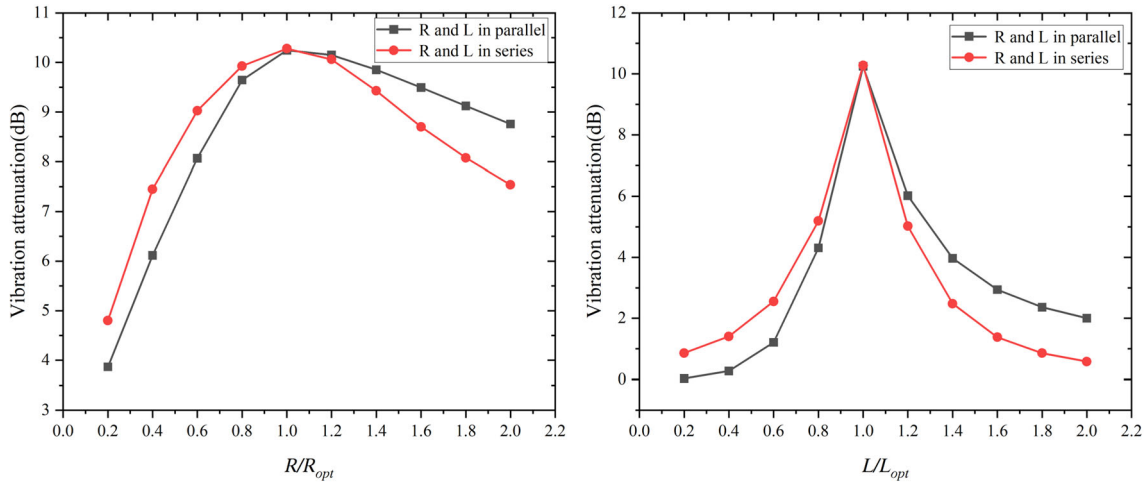 11
10
9
8
7
6
5
4
3
Vibration attenuation(dB)
R and L in parallel
R and L in series
0.0 0.2 0.4 0.6 0.8 1.0 1.2 1.4 1.6 1.8 2.0 2.2
R/R_opt
12
10
8
6
4
2
0
Vibration attenuation(dB)
R and L in parallel
R and L in series
0.0 0.2 0.4 0.6 0.8 1.0 1.2 1.4 1.6 1.8 2.0 2.2
L/L_opt